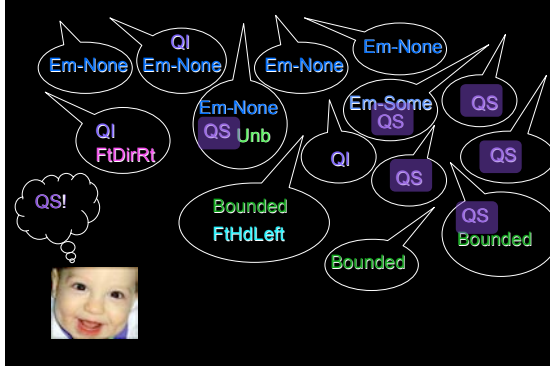 Em-None
QI
Em-None
Em-None
Em-None
QI
FtDirRt
Em-None
QS Unb
Em-Some
QS
QS
QI
QS
QS
QS!
Bounded
FtHdLeft
QS
Bounded
Bounded